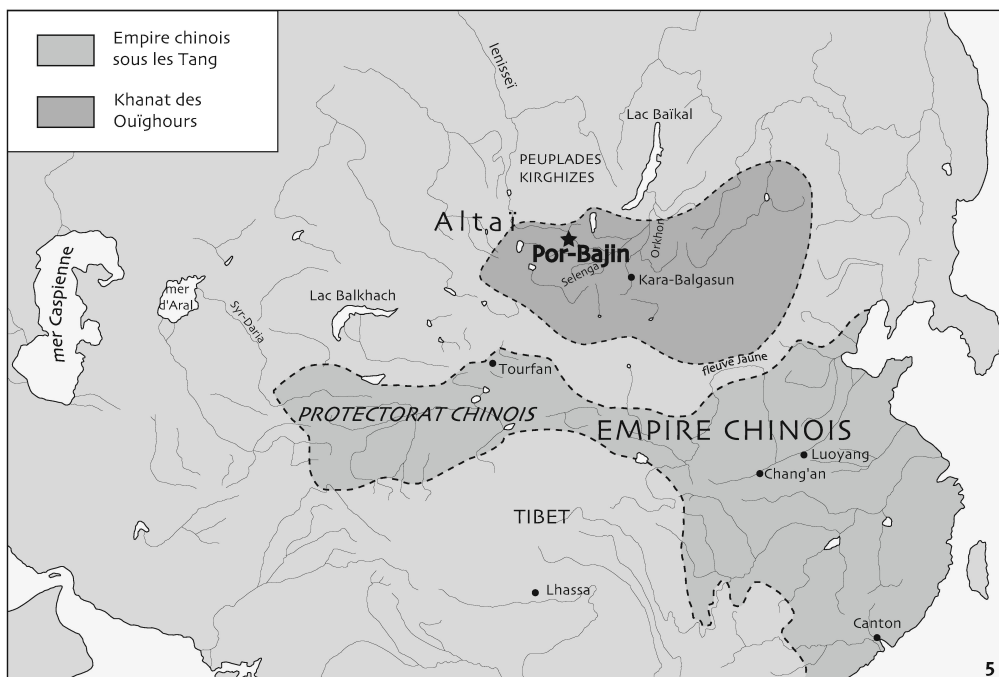 Empire chinois
sous les Tang
Khanat des
Ouïghours
Ienisseï
Lac Baïkal
PEUPLADES
KIRGHIZES
Altaï
Por-Bajin
Orkhon
Selenga
Kara-Balgasun
mer Caspienne
mer
d'Aral
Syr-Daria
Lac Balkhach
fleuve Jaune
Tourfan
PROTECTORAT CHINOIS
EMPIRE CHINOIS
Luoyang
Chang'an
TIBET
Lhassa
Canton
5